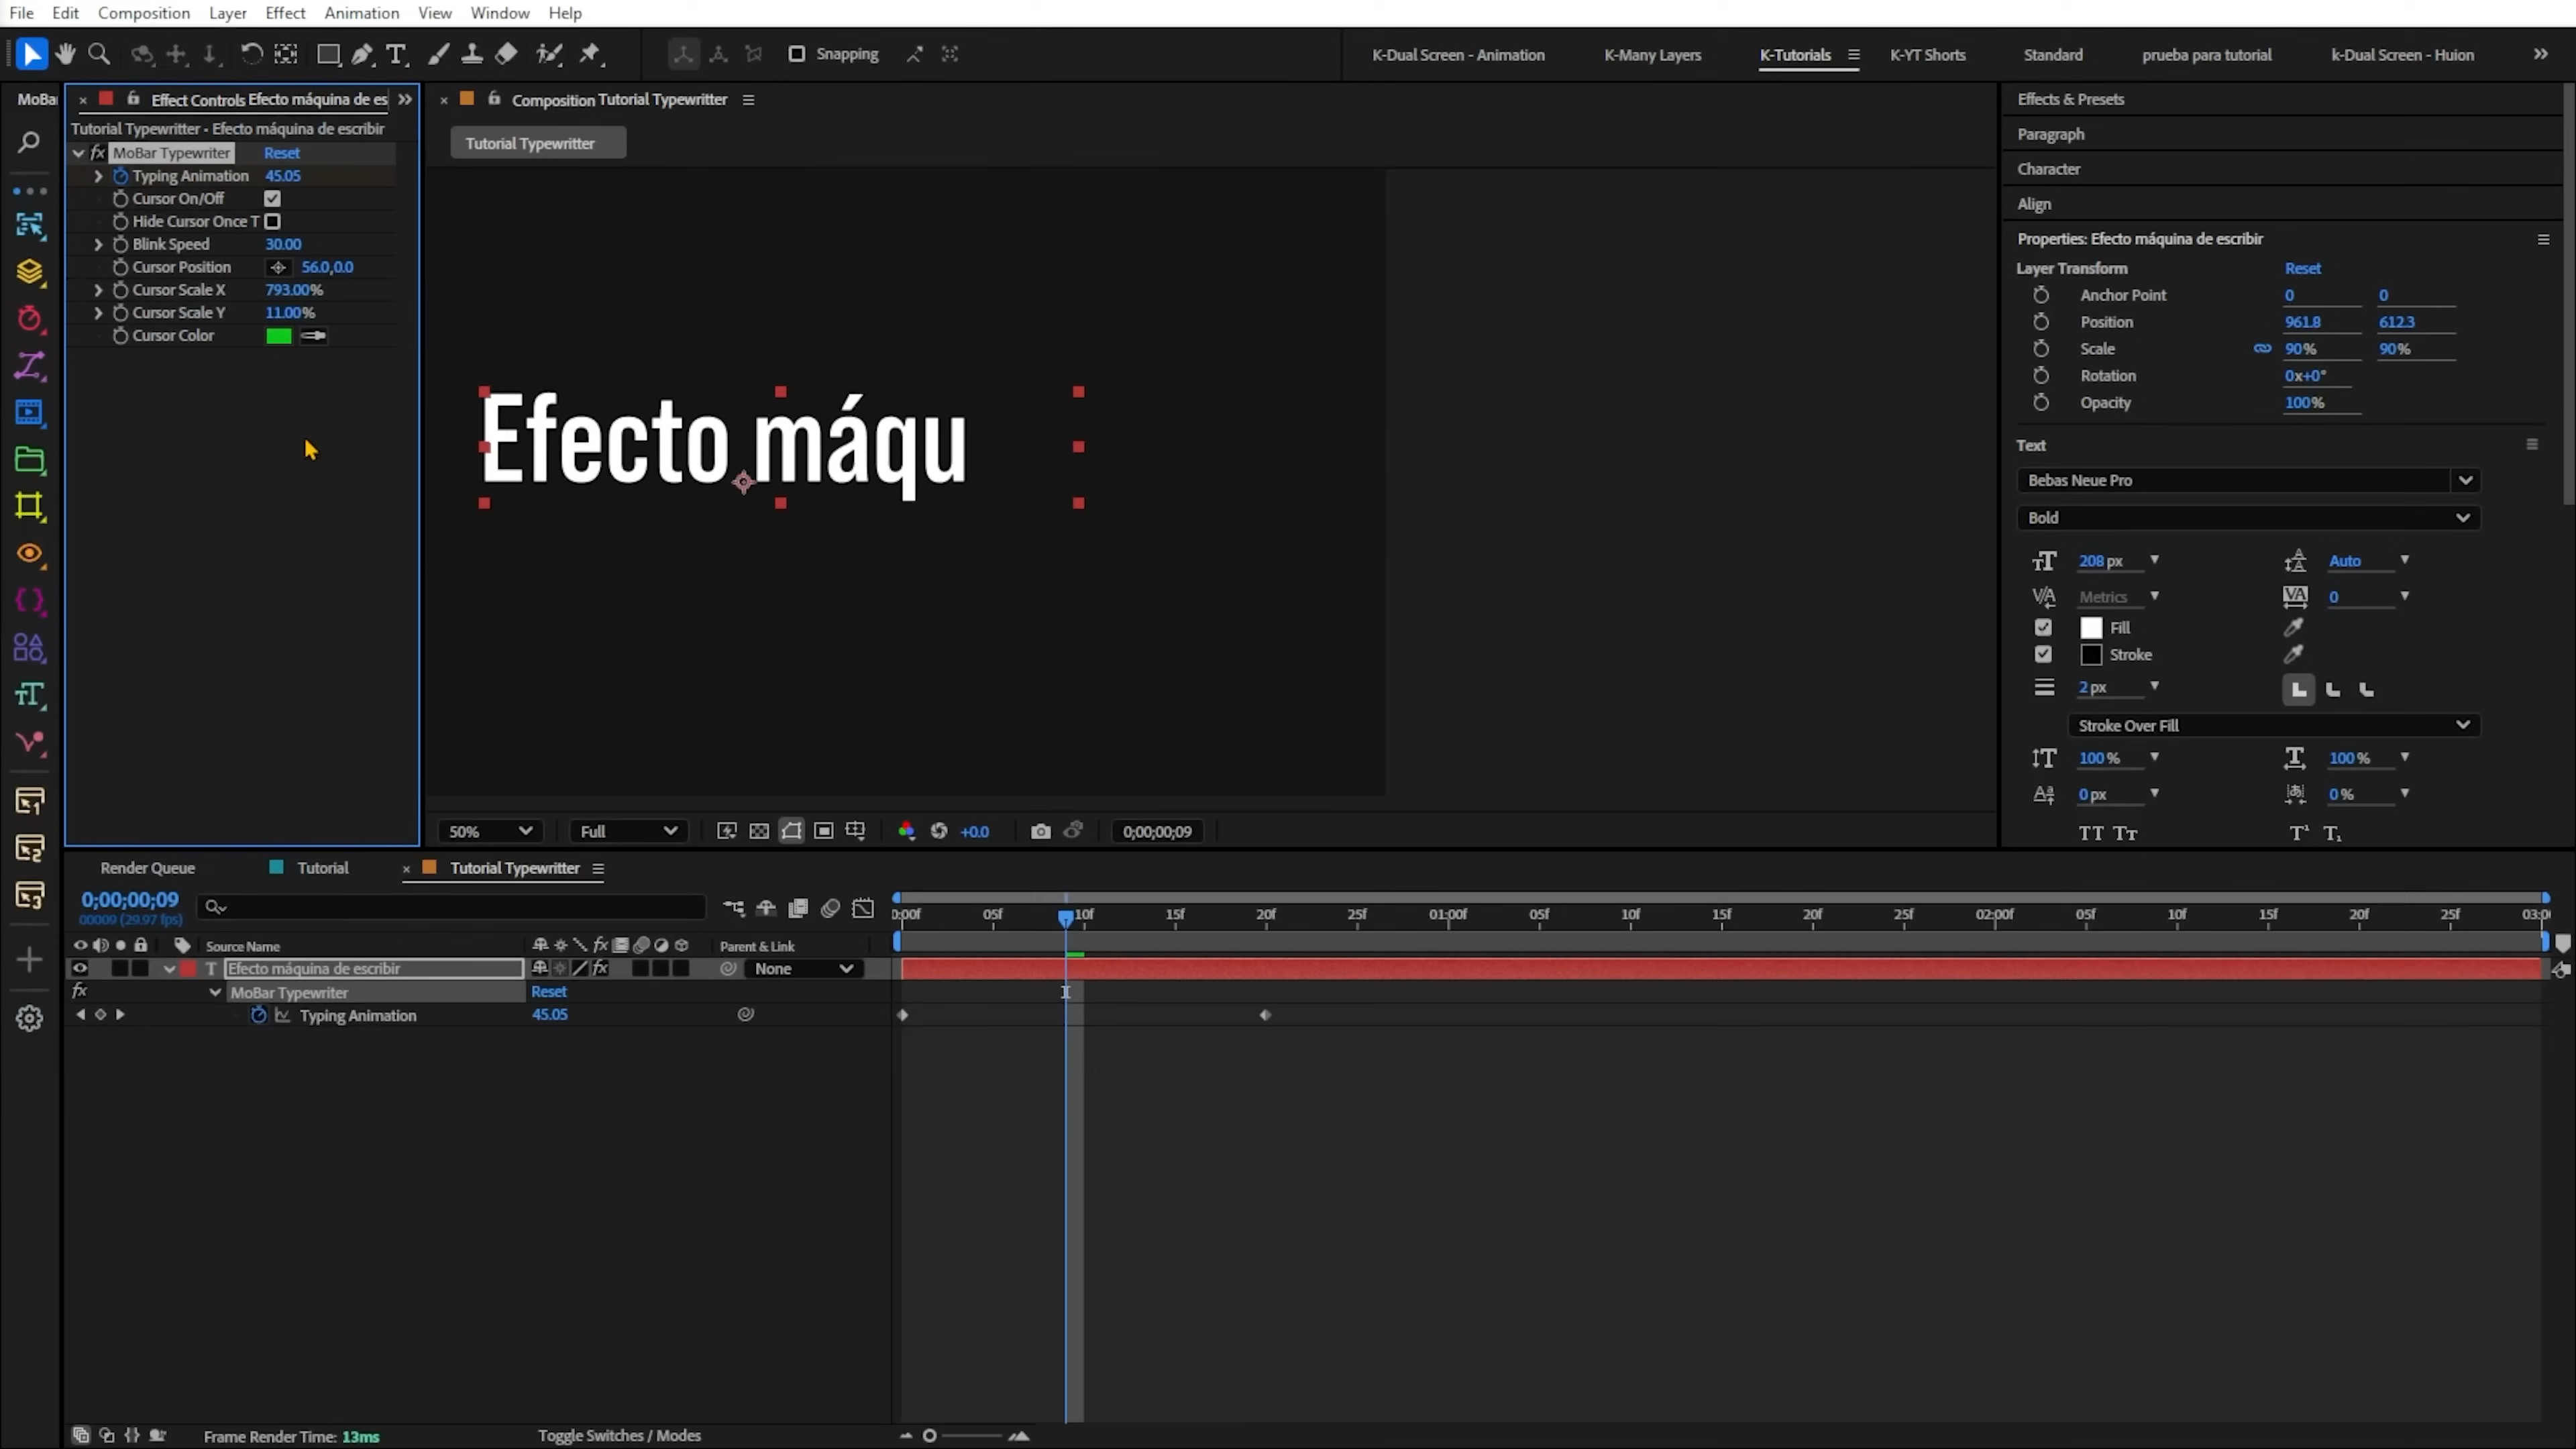 File Edit Composition Layer Effect Animation View Window Help
Snapping
K-Dual Screen - Animation K-Many Layers K-Tutorials K-YT Shorts Standard prueba para tutorial k-Dual Screen - Huion
MoBar
Effect Controls Efecto máquina de es
Tutorial Typewritter - Efecto máquina de escribir
MoBar Typewriter Reset
Typing Animation 45.05
Cursor On/Off
Hide Cursor Once T
Blink Speed 30.00
Cursor Position 56.0,0.0
Cursor Scale X 793.00%
Cursor Scale Y 11.00%
Cursor Color
Composition Tutorial Typewritter
Tutorial Typewritter
Efecto máqu
50% Full +0.0 0;00;00;09
Effects & Presets
Paragraph
Character
Align
Properties: Efecto máquina de escribir
Layer Transform Reset
Anchor Point 0 0
Position 961.8 612.3
Scale 90% 90%
Rotation 0x+0°
Opacity 100%
Text
Bebas Neue Pro
Bold
208 px Auto
Metrics 0
Fill
Stroke
2 px
Stroke Over Fill
100 % 100 %
0 px 0 %
Render Queue Tutorial Tutorial Typewritter
0;00;00;09
00009 (29.97 fps)
0:00f 05f 10f 15f 20f 25f 01:00f 05f 10f 15f 20f 25f 02:00f 05f 10f 15f 20f 25f 03:0
Source Name Parent & Link
Efecto máquina de escribir None
MoBar Typewriter Reset
Typing Animation 45.05
Frame Render Time: 13ms Toggle Switches / Modes